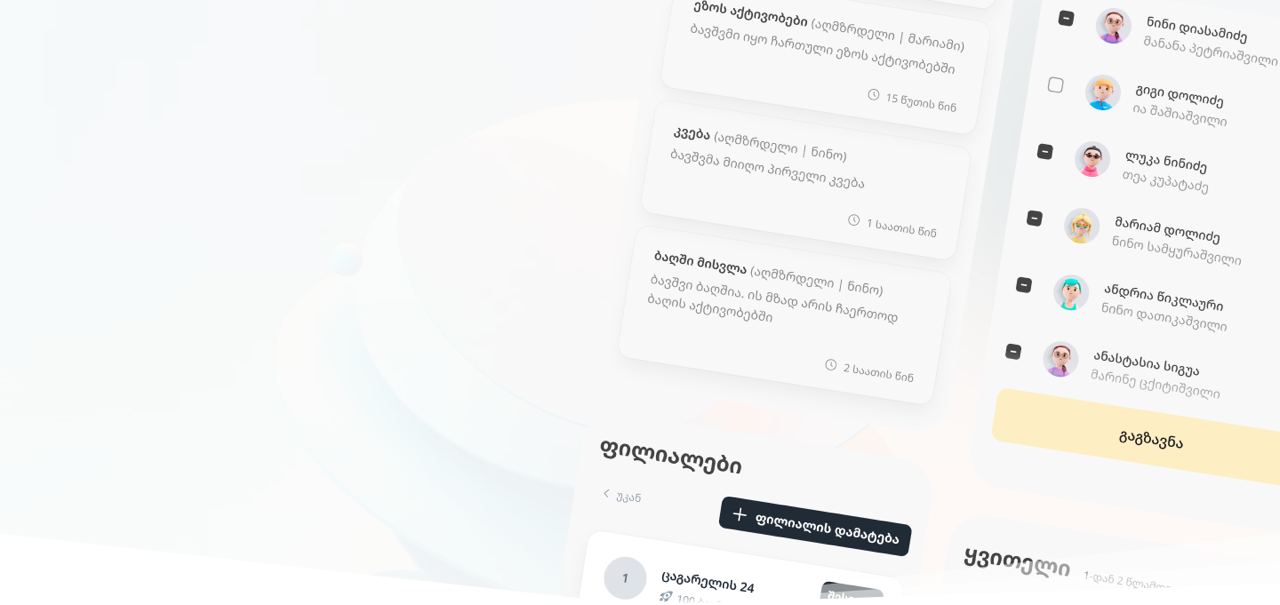 ეზოს აქტივობები (აღმზრდელი | მარიამი)
ბავშვმი იყო ჩართული ეზოს აქტივობებში
15 წუთის წინ
კვება (აღმზრდელი | ნინო)
ბავშვმა მიიღო პირველი კვება
1 საათის წინ
ბაღში მისვლა (აღმზრდელი | ნინო)
ბავშვი ბაღშია. ის მზად არის ჩაერთოდ
ბაღის აქტივობებში
2 საათის წინ
ნინი დიასამიძე
მანანა პეტრიაშვილი
გიგი დოლიძე
ია შაშიაშვილი
ლუკა ნინიძე
თეა კუპატაძე
მარიამ დოლიძე
ნინო სამყურაშვილი
ანდრია წიკლაური
ნინო დათიკაშვილი
ანასტასია სიგუა
მარინე ცქიტიშვილი
გაგზავნა
ფილიალები
უკან
ფილიალის დამატება
1
ცაგარელის 24
ყვითელი
1-დან 2 წლამდე